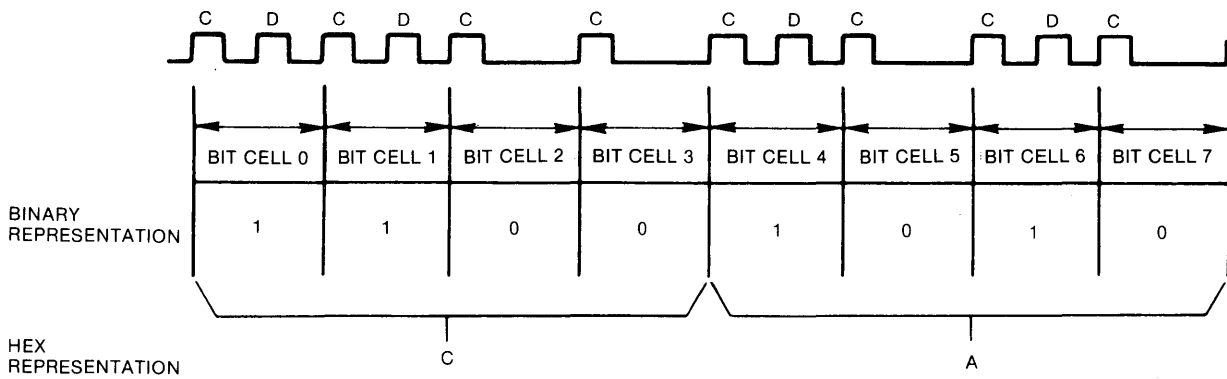 C D C D C C C D C C D C
BIT CELL 0 BIT CELL 1 BIT CELL 2 BIT CELL 3 BIT CELL 4 BIT CELL 5 BIT CELL 6 BIT CELL 7
BINARY
REPRESENTATION
1 1 0 0 1 0 1 0
HEX
REPRESENTATION
C A